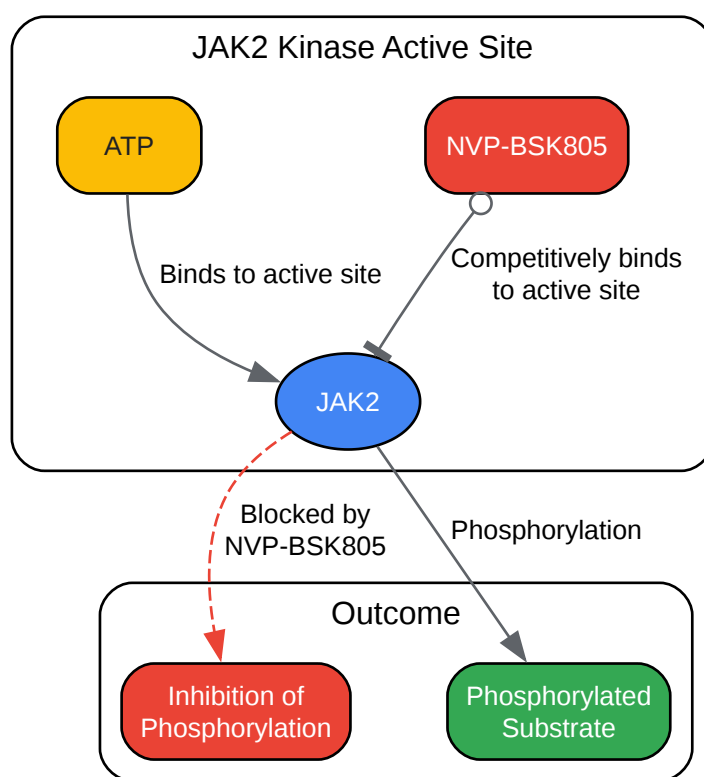 JAK2 Kinase Active Site
ATP
NVP-BSK805
Binds to active site
Competitively binds
to active site
JAK2
Blocked by
NVP-BSK805
Phosphorylation
Outcome
Inhibition of
Phosphorylation
Phosphorylated
Substrate